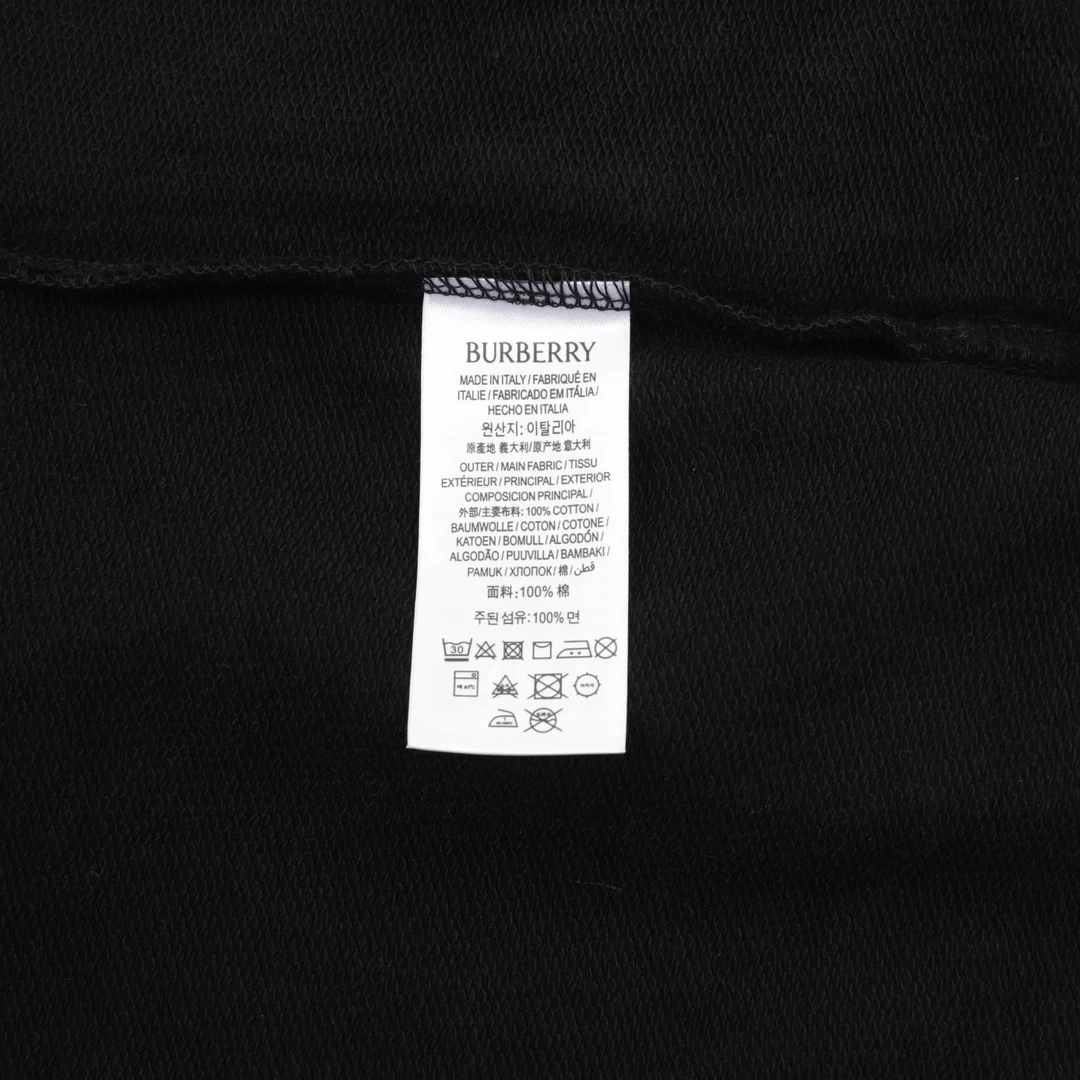 BURBERRY
MADE IN ITALY / FABRIQUÉ EN
ITALIE / FABRICADO EM ITÁLIA /
HECHO EN ITALIA
원산지: 이탈리아
原產地 義大利/原产地 意大利
OUTER / MAIN FABRIC / TISSU
EXTÉRIEUR / PRINCIPAL / EXTERIOR
COMPOSICION PRINCIPAL /
外部/主要布料: 100% COTTON /
BAUMWOLLE / COTON / COTONE /
KATOEN / BOMULL / ALGODÓN /
ALGODÃO / PUUVILLA / BAMBAKI /
PAMUK / ХЛОПОК / 棉 / قطن
面料: 100% 棉
주된 섬유: 100% 면
30